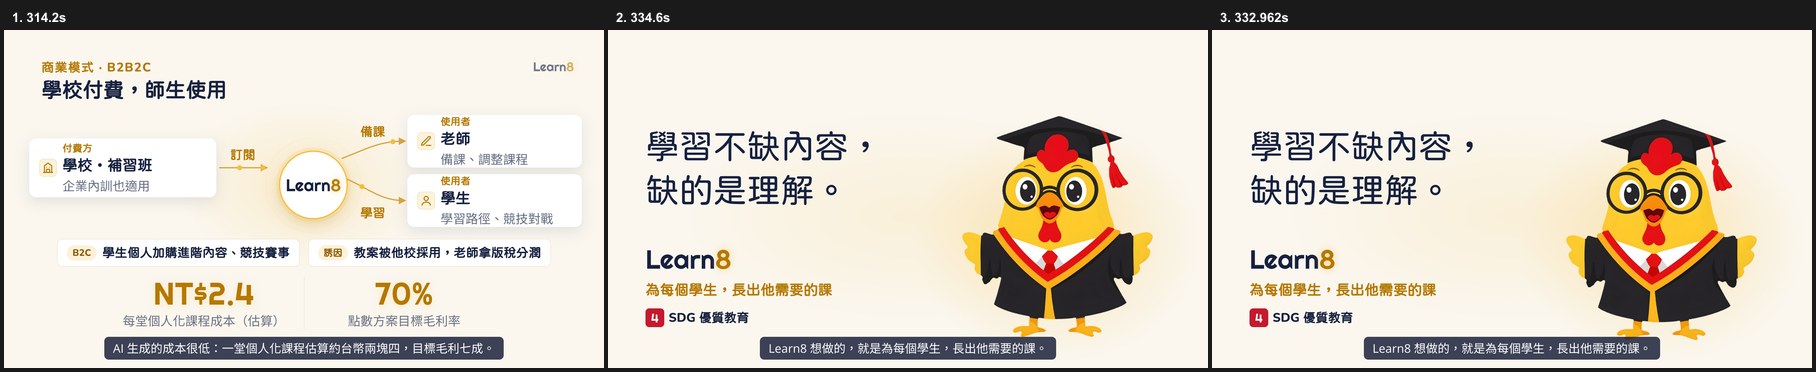 1. 314.2s
商業模式 · B2B2C
Learn8
學校付費，師生使用
付費方
學校・補習班
企業內訓也適用
訂閱
Learn8
備課
學習
使用者
老師
備課、調整課程
使用者
學生
學習路徑、競技對戰
B2C 學生個人加購進階內容、競技賽事
誘因 教案被他校採用，老師拿版稅分潤
NT$2.4
每堂個人化課程成本（估算）
70%
點數方案目標毛利率
AI 生成的成本很低：一堂個人化課程估算約台幣兩塊四，目標毛利七成。
2. 334.6s
學習不缺內容，
缺的是理解。
Learn8
為每個學生，長出他需要的課
4 SDG 優質教育
Learn8 想做的，就是為每個學生，長出他需要的課。
3. 332.962s
學習不缺內容，
缺的是理解。
Learn8
為每個學生，長出他需要的課
4 SDG 優質教育
Learn8 想做的，就是為每個學生，長出他需要的課。